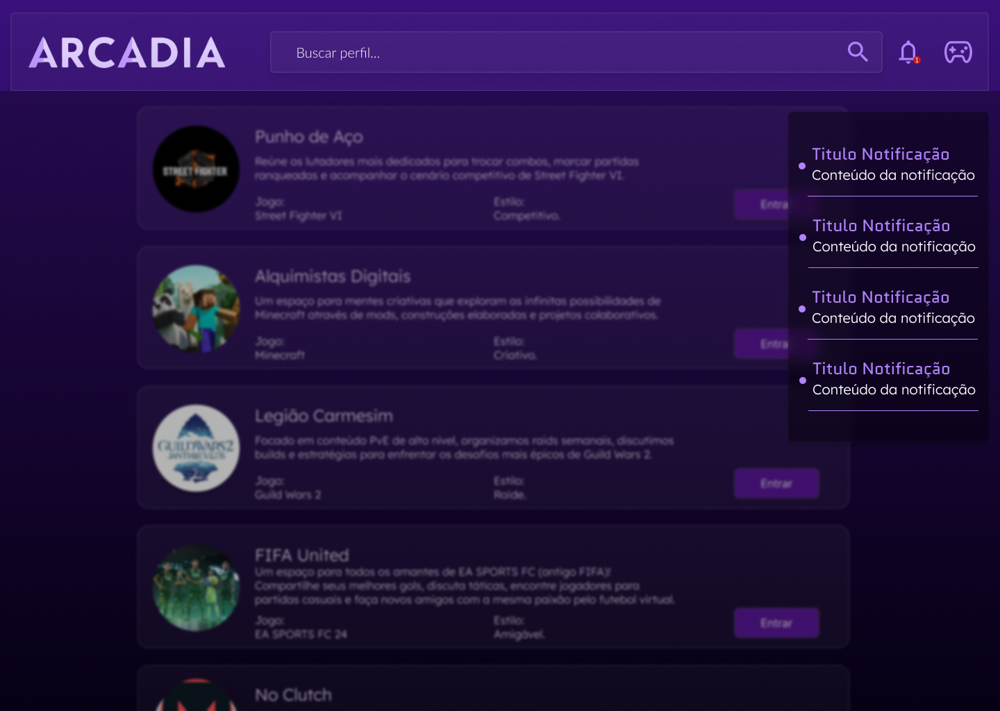 ARCADIA
Buscar perfil...
1
Titulo Notificação
Conteúdo da notificação
Titulo Notificação
Conteúdo da notificação
Titulo Notificação
Conteúdo da notificação
Titulo Notificação
Conteúdo da notificação
STREET FIGHTER
Punho de Aço
Reúne os lutadores mais dedicados para trocar combos, marcar partidas
ranqueadas e acompanhar o cenário competitivo de Street Fighter VI.
Jogo:
Street Fighter VI
Estilo:
Competitivo.
Entrar
Alquimistas Digitais
Um espaço para mentes criativas que exploram as infinitas possibilidades de
Minecraft através de mods, construções elaboradas e projetos colaborativos.
Jogo:
Minecraft
Estilo:
Criativo.
Entrar
GUILD WARS 2
Legião Carmesim
Focado em conteúdo PvE de alto nível, organizamos raids semanais, discutimos
builds e estratégias para enfrentar os desafios mais épicos de Guild Wars 2.
Jogo:
Guild Wars 2
Estilo:
Raide.
Entrar
FIFA United
Um espaço para todos os amantes de EA SPORTS FC (antigo FIFA)!
Compartilhe seus melhores gols, discuta táticas, encontre jogadores para
partidas casuais e faça novos amigos com a mesma paixão pelo futebol virtual.
Jogo:
EA SPORTS FC 24
Estilo:
Amigável.
Entrar
No Clutch